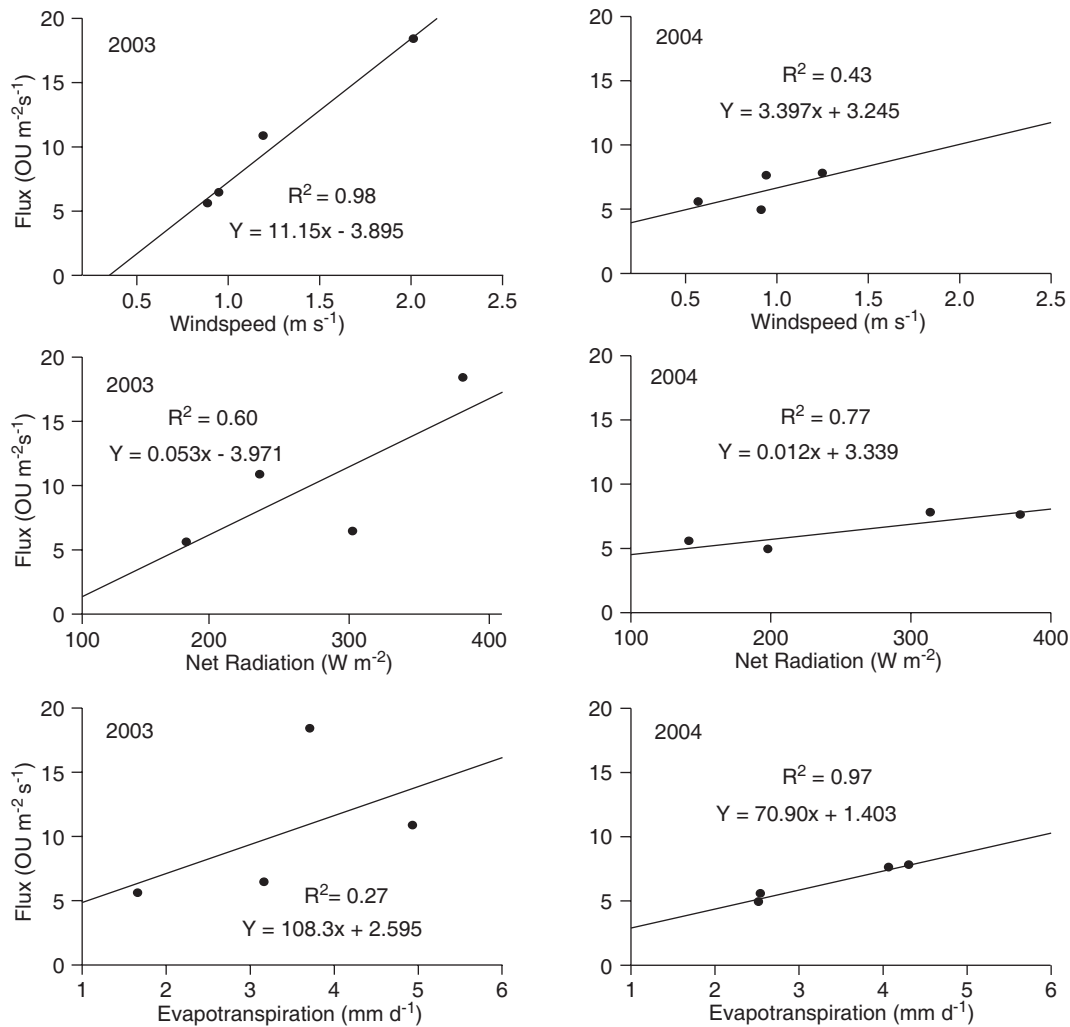 2003
R² = 0.98
Y = 11.15x - 3.895
Flux (OU m⁻²s⁻¹)
20
15
10
5
0
0.5 1.0 1.5 2.0 2.5
Windspeed (m s⁻¹)
2004
R² = 0.43
Y = 3.397x + 3.245
20
15
10
5
0
0.5 1.0 1.5 2.0 2.5
Windspeed (m s⁻¹)
2003
R² = 0.60
Y = 0.053x - 3.971
Flux (OU m⁻²s⁻¹)
20
15
10
5
0
100 200 300 400
Net Radiation (W m⁻²)
2004
R² = 0.77
Y = 0.012x + 3.339
20
15
10
5
0
100 200 300 400
Net Radiation (W m⁻²)
2003
R²= 0.27
Y = 108.3x + 2.595
Flux (OU m⁻² s⁻¹)
20
15
10
5
0
1 2 3 4 5 6
Evapotranspiration (mm d⁻¹)
2004
R² = 0.97
Y = 70.90x + 1.403
20
15
10
5
0
1 2 3 4 5 6
Evapotranspiration (mm d⁻¹)